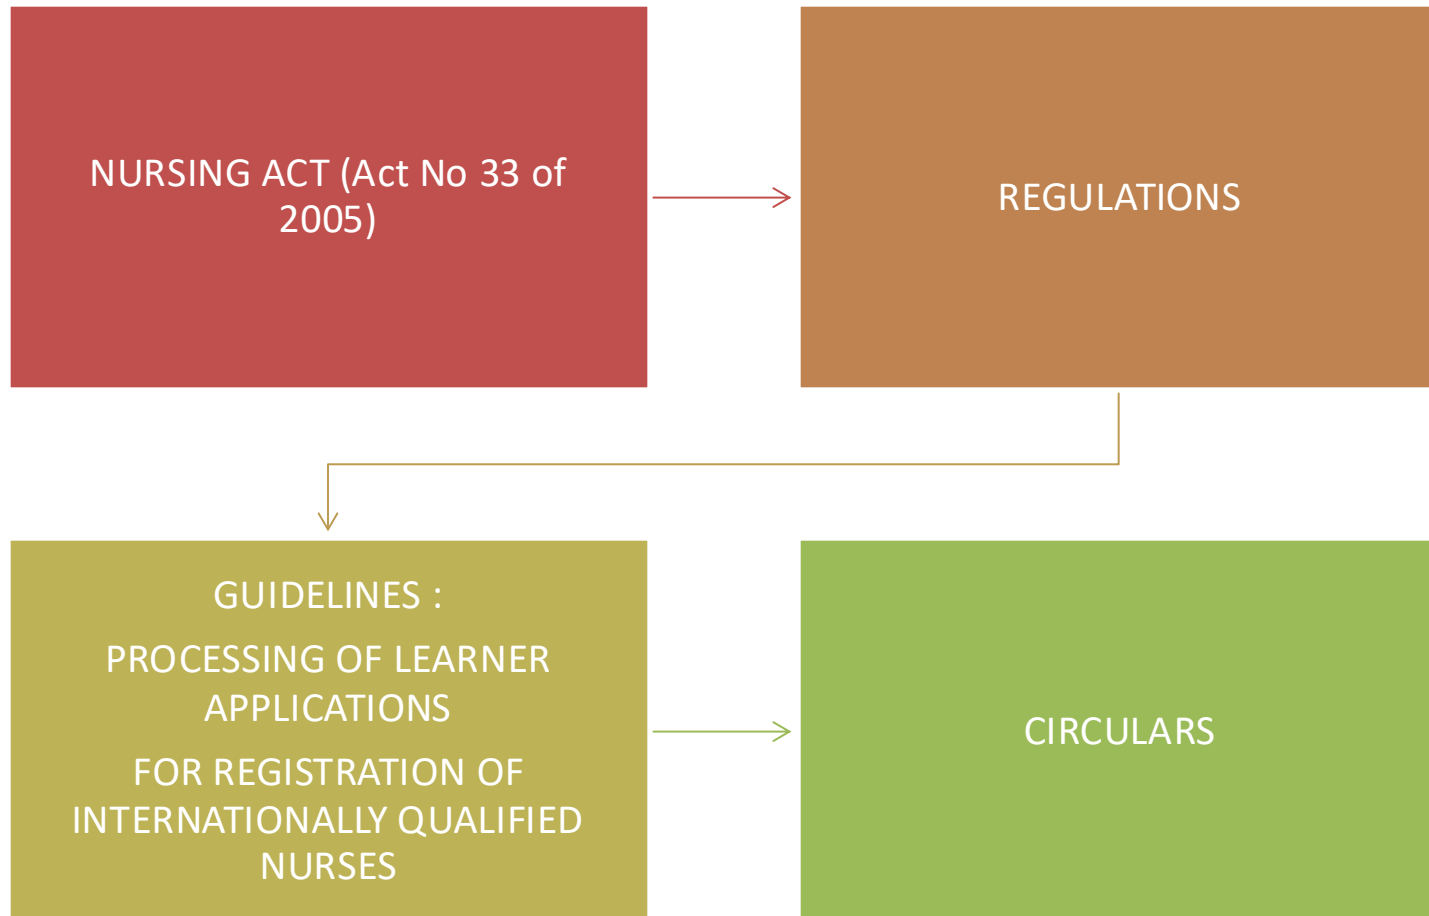 NURSING ACT (Act No 33 of
2005)
REGULATIONS
GUIDELINES :
PROCESSING OF LEARNER
APPLICATIONS
FOR REGISTRATION OF
INTERNATIONALLY QUALIFIED
NURSES
CIRCULARS